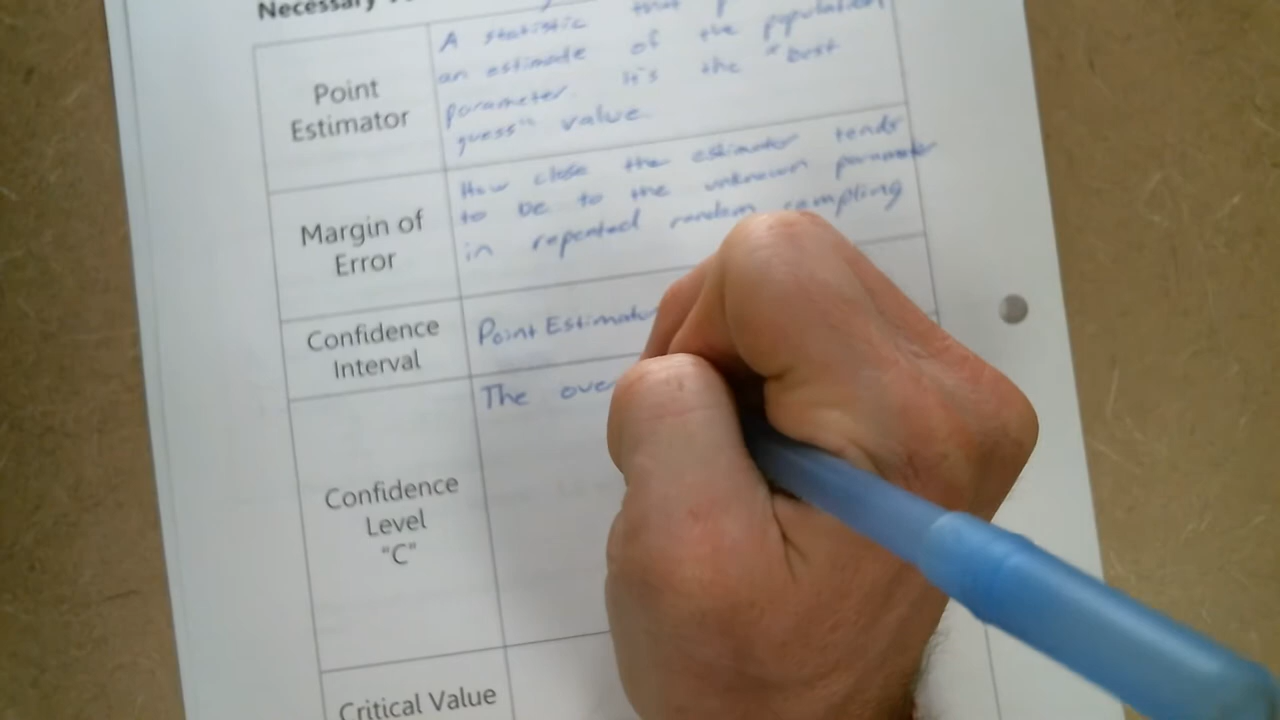 Necessary
Point
Estimator
A statistic that p
an estimate of the population
parameter. it's the "best
guess" value.
Margin of
Error
How close the estimator tends
to be to the unknown parameter
in repeated random sampling
Confidence
Interval
Point Estimator
Confidence
Level
"C"
The over
Critical Value